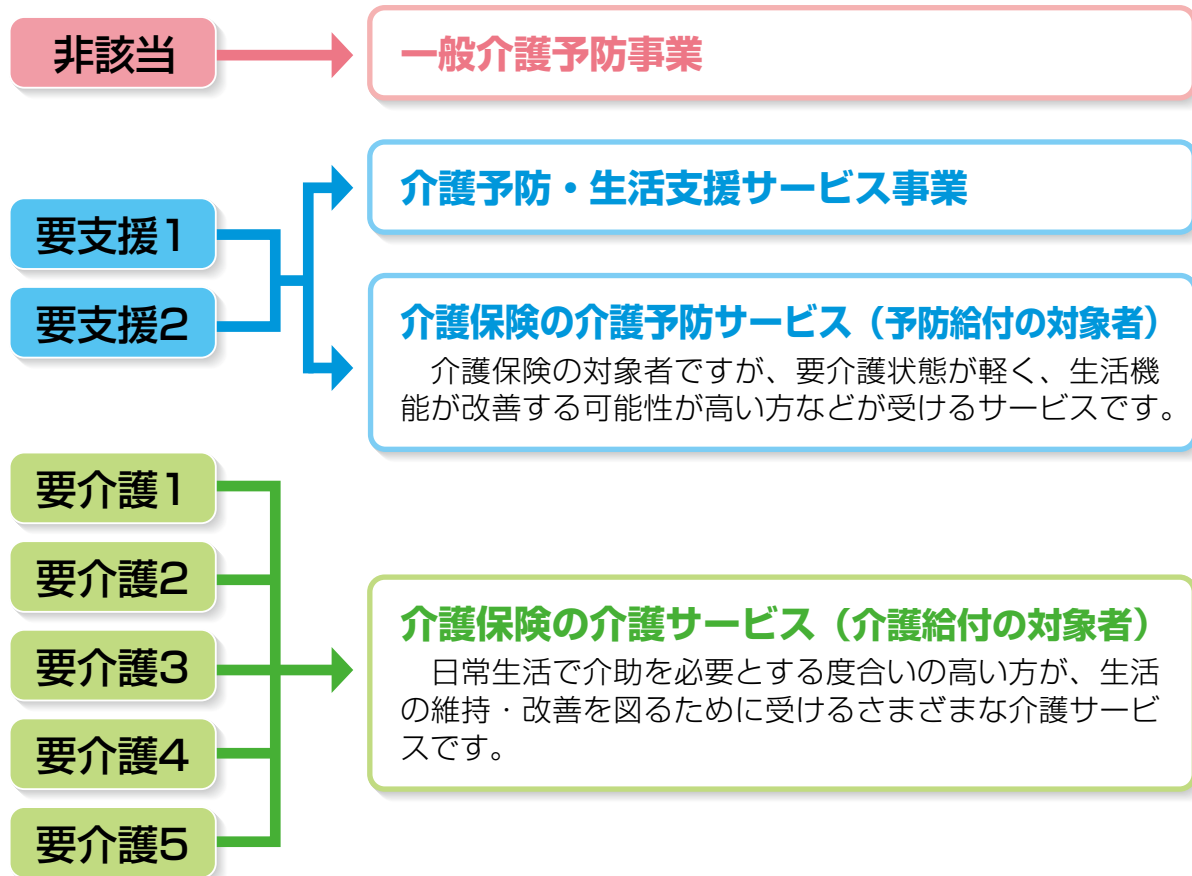 非該当
一般介護予防事業
要支援1
要支援2
介護予防・生活支援サービス事業
介護保険の介護予防サービス（予防給付の対象者）
　介護保険の対象者ですが、要介護状態が軽く、生活機
能が改善する可能性が高い方などが受けるサービスです。
要介護1
要介護2
要介護3
要介護4
要介護5
介護保険の介護サービス（介護給付の対象者）
　日常生活で介助を必要とする度合いの高い方が、生活
の維持・改善を図るために受けるさまざまな介護サービ
スです。